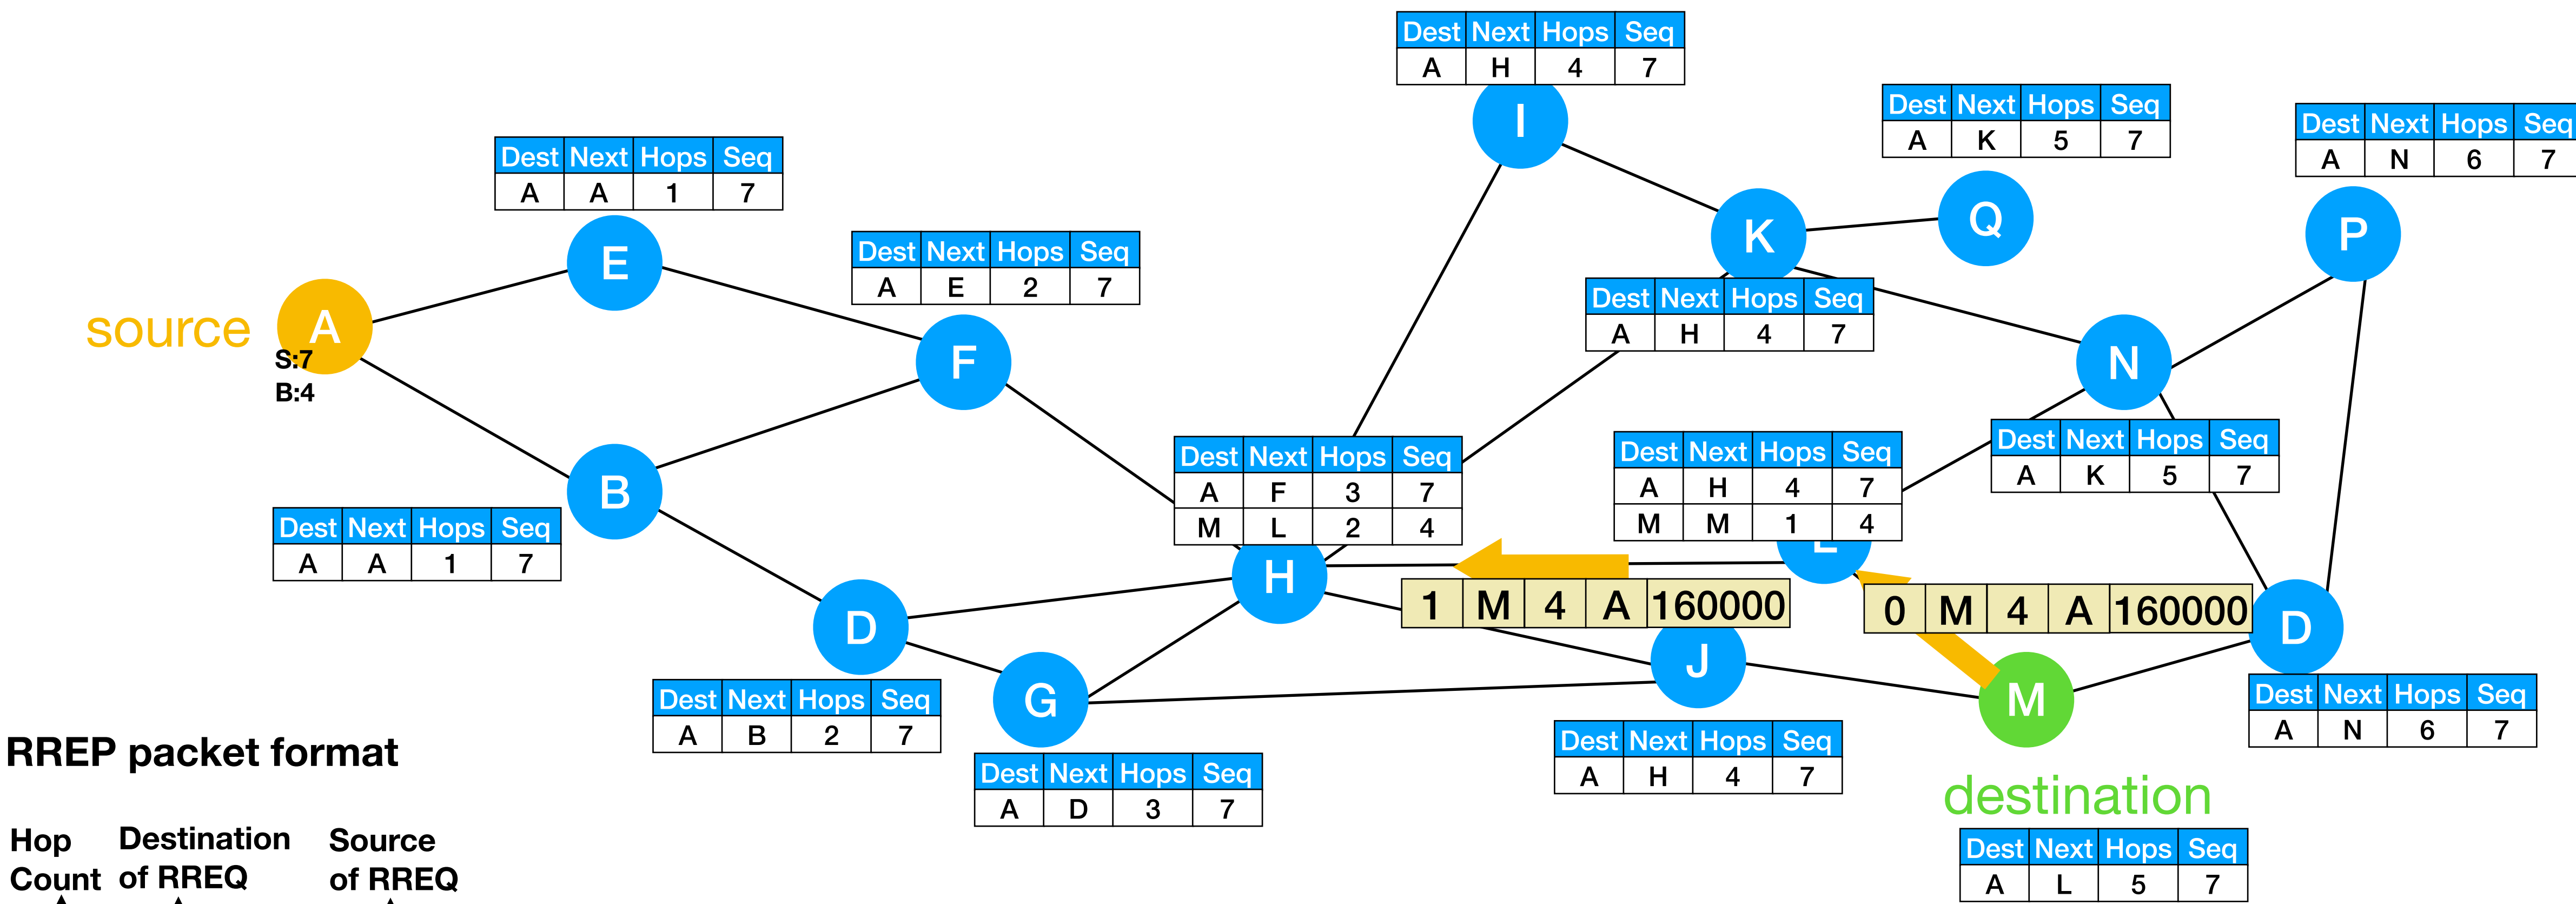 Dest Next Hops Seq
A H 4 7
I
Dest Next Hops Seq
A K 5 7
Q
Dest Next Hops Seq
A N 6 7
P
Dest Next Hops Seq
A A 1 7
E
Dest Next Hops Seq
A E 2 7
F
K
Dest Next Hops Seq
A H 4 7
source
A
S:7
B:4
N
Dest Next Hops Seq
A K 5 7
B
Dest Next Hops Seq
A A 1 7
Dest Next Hops Seq
A F 3 7
M L 2 4
H
Dest Next Hops Seq
A H 4 7
M M 1 4
L
1 M 4 A 160000
0 M 4 A 160000
D
D
Dest Next Hops Seq
A B 2 7
G
Dest Next Hops Seq
A D 3 7
J
Dest Next Hops Seq
A H 4 7
M
destination
Dest Next Hops Seq
A L 5 7
Dest Next Hops Seq
A N 6 7
RREP packet format
Hop Count
Destination of RREQ
Source of RREQ